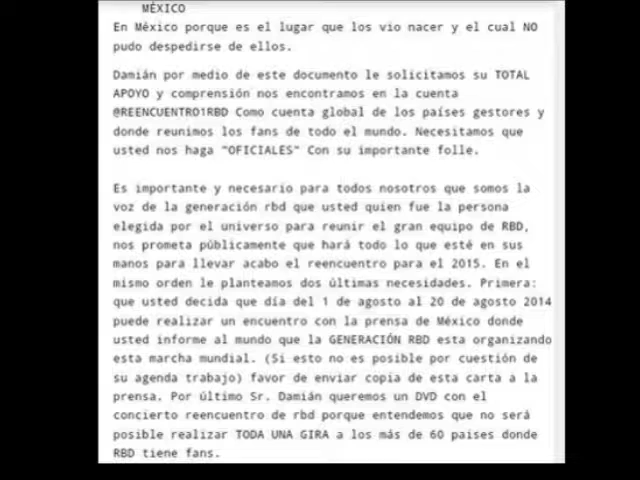 MÉXICO
En México porque es el lugar que los vio nacer y el cual NO
pudo despedirse de ellos.
Damián por medio de este documento le solicitamos su TOTAL
APOYO y comprensión nos encontramos en la cuenta
@REENCUENTRO1RBD Como cuenta global de los países gestores y
donde reunimos los fans de todo el mundo. Necesitamos que
usted nos haga "OFICIALES" Con su importante folle.
Es importante y necesario para todos nosotros que somos la
voz de la generación rbd que usted quien fue la persona
elegida por el universo para reunir el gran equipo de RBD,
nos prometa públicamente que hará todo lo que esté en sus
manos para llevar acabo el reencuentro para el 2015. En el
mismo orden le planteamos dos últimas necesidades. Primera:
que usted decida que día del 1 de agosto al 20 de agosto 2014
puede realizar un encuentro con la prensa de México donde
usted informe al mundo que la GENERACIÓN RBD esta organizando
esta marcha mundial. (Si esto no es posible por cuestión de
su agenda trabajo) favor de enviar copia de esta carta a la
prensa. Por último Sr. Damián queremos un DVD con el
concierto reencuentro de rbd porque entendemos que no será
posible realizar TODA UNA GIRA a los más de 60 paises donde
RBD tiene fans.